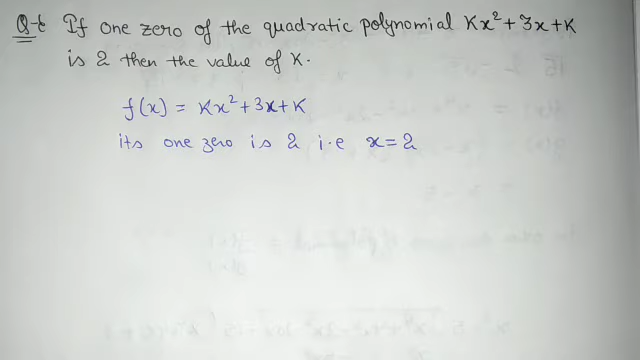 Q-6 If one zero of the quadratic polynomial Kx² + 3x + K
is 2 then the value of K.
f(x) = Kx² + 3x + K
its one zero is 2 i.e x = 2